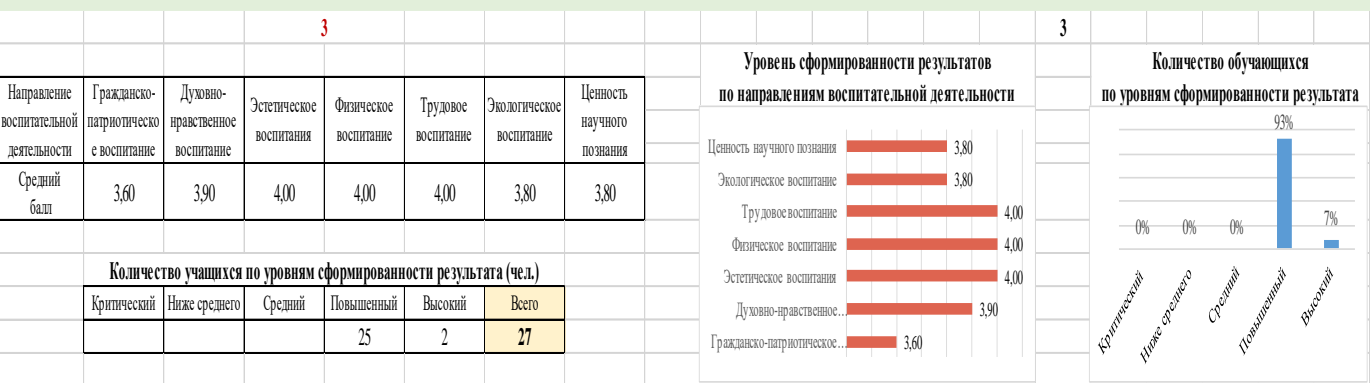 3
3
Направление воспитательной деятельности
Гражданско-патриотическо е воспитание
Духовно-нравственное воспитание
Эстетическое воспитания
Физическое воспитание
Трудовое воспитание
Экологическое воспитание
Ценность научного познания
Средний балл
3,60
3,90
4,00
4,00
4,00
3,80
3,80
Количество учащихся по уровням сформированности результата (чел.)
Критический
Ниже среднего
Средний
Повышенный
Высокий
Всего
25
2
27
Уровень сформированности результатов
по направлениям воспитательной деятельности
Ценность научного познания 3,80
Экологическое воспитание 3,80
Трудовое воспитание 4,00
Физическое воспитание 4,00
Эстетическое воспитания 4,00
Духовно-нравственное... 3,90
Гражданско-патриотическое... 3,60
Количество обучающихся
по уровням сформированности результата
0%
0%
0%
93%
7%
Критический
Ниже среднего
Средний
Повышенный
Высокий